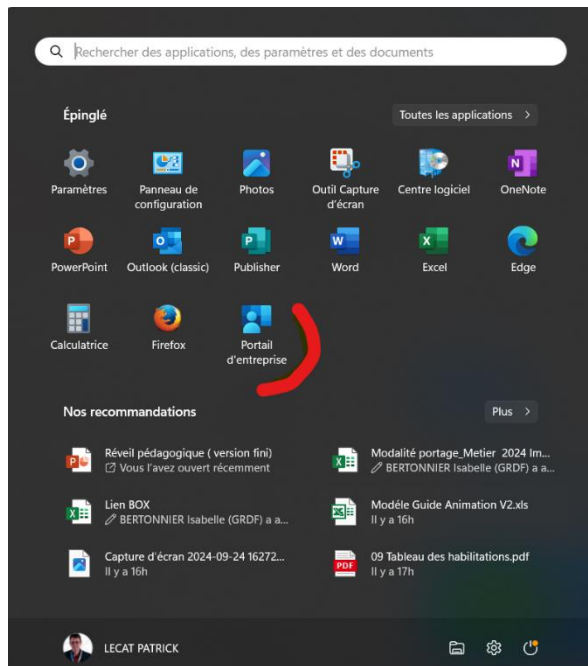 Rechercher des applications, des paramètres et des documents
Épinglé
Toutes les applications
Paramètres
Panneau de
configuration
Photos
Outil Capture
d'écran
Centre logiciel
OneNote
PowerPoint
Outlook (classic)
Publisher
Word
Excel
Edge
Calculatrice
Firefox
Portail
d'entreprise
Nos recommandations
Plus
Réveil pédagogique ( version fini)
Vous l'avez ouvert récemment
Modalité portage_Metier 2024 Im...
BERTONNIER Isabelle (GRDF) a a...
Lien BOX
BERTONNIER Isabelle (GRDF) a a...
Modéle Guide Animation V2.xls
Il y a 16h
Capture d'écran 2024-09-24 16272...
Il y a 16h
09 Tableau des habilitations.pdf
Il y a 17h
LECAT PATRICK